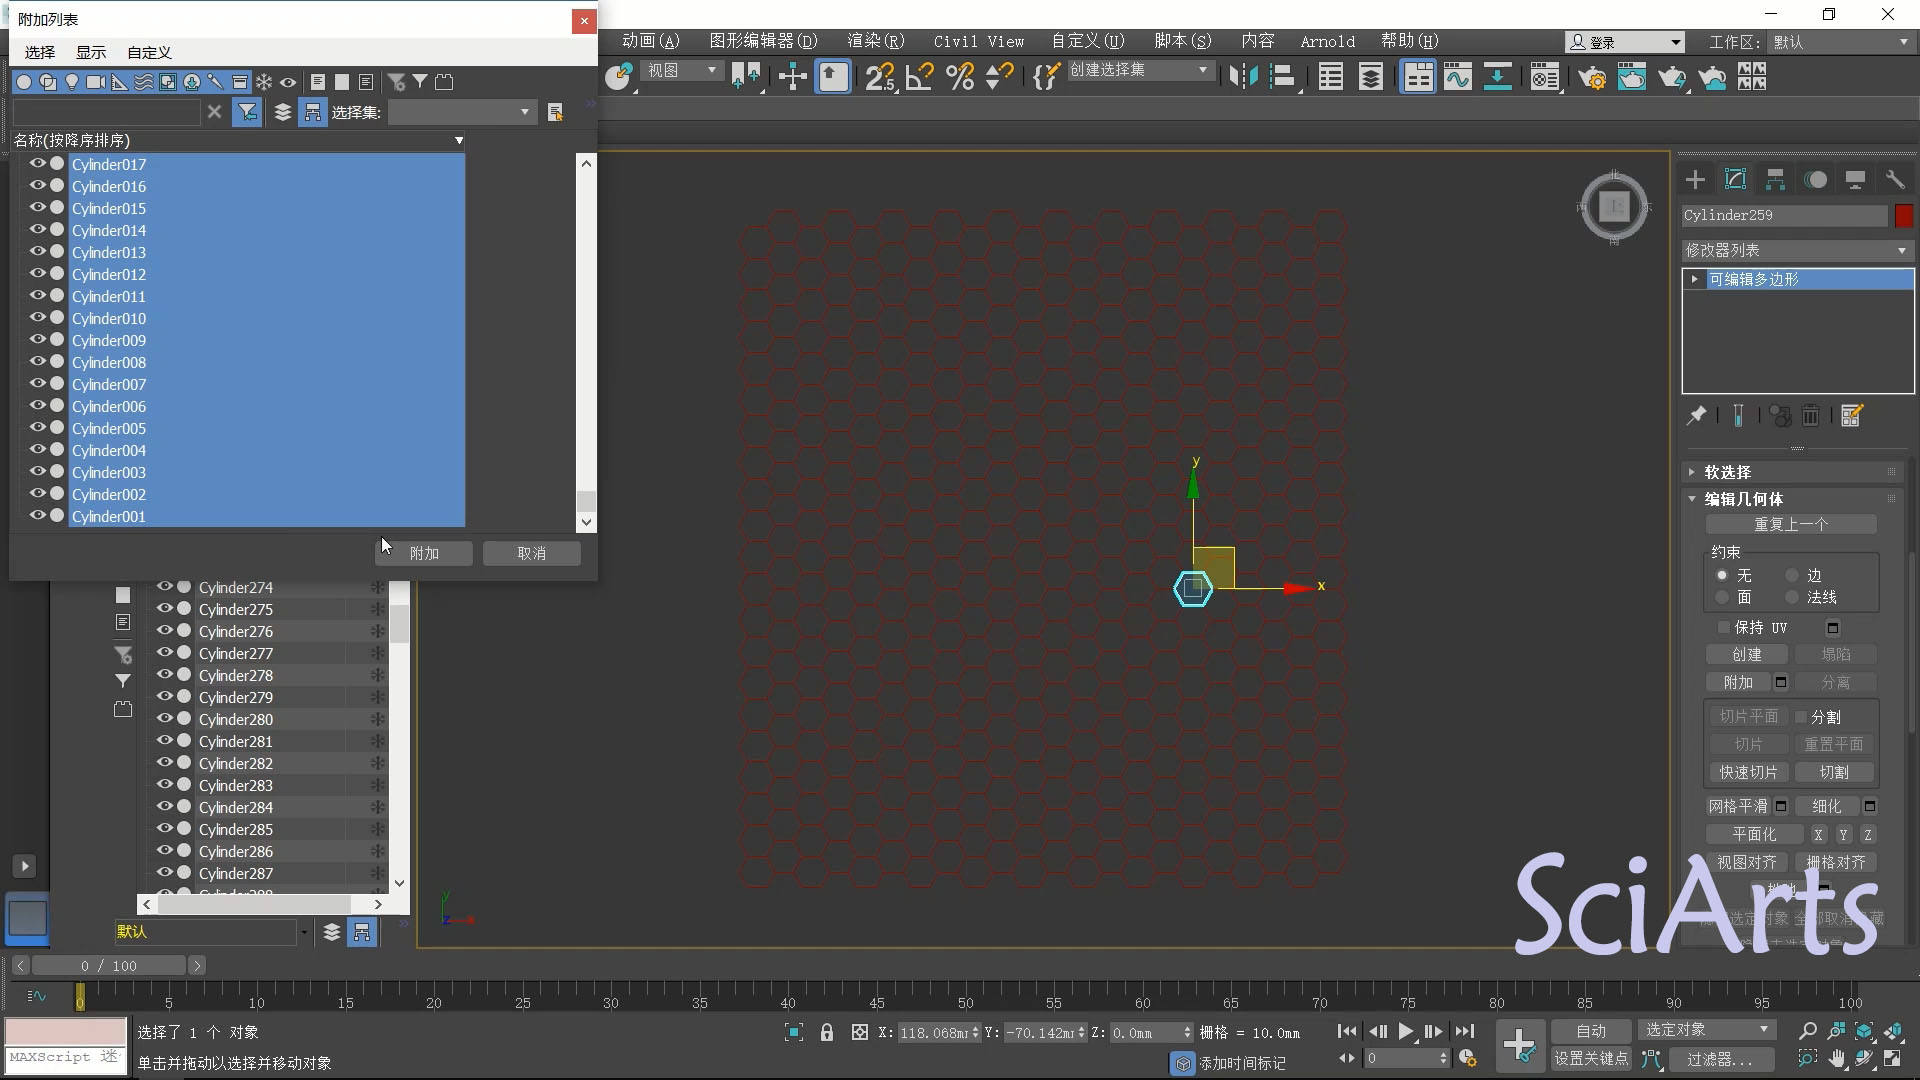 附加列表
选择 显示 自定义
动画(A) 图形编辑器(D) 渲染(R) Civil View 自定义(U) 脚本(S) 内容 Arnold 帮助(H)
登录 工作区: 默认
视图 创建选择集
选择集:
名称(按降序排序)
Cylinder017
Cylinder016
Cylinder015
Cylinder014
Cylinder013
Cylinder012
Cylinder011
Cylinder010
Cylinder009
Cylinder008
Cylinder007
Cylinder006
Cylinder005
Cylinder004
Cylinder003
Cylinder002
Cylinder001
附加 取消
Cylinder274
Cylinder275
Cylinder276
Cylinder277
Cylinder278
Cylinder279
Cylinder280
Cylinder281
Cylinder282
Cylinder283
Cylinder284
Cylinder285
Cylinder286
Cylinder287
默认
北
西 上 东
南
y
x
y
z
Cylinder259
修改器列表
可编辑多边形
软选择
编辑几何体
重复上一个
约束
无 边
面 法线
保持 UV
创建 塌陷
附加 分离
切片平面 分割
切片 重置平面
快速切片 切割
网格平滑 细化
平面化 X Y Z
视图对齐 栅格对齐
SciArts
0 / 100
0 5 10 15 20 25 30 35 40 45 50 55 60 65 70 75 80 85 90 95 100
选择了 1 个 对象
X: 118.068mm Y: -70.142mm Z: 0.0mm 栅格 = 10.0mm
自动 选定对象
MAXScript 迷
单击并拖动以选择并移动对象
添加时间标记
0
设置关键点 过滤器...